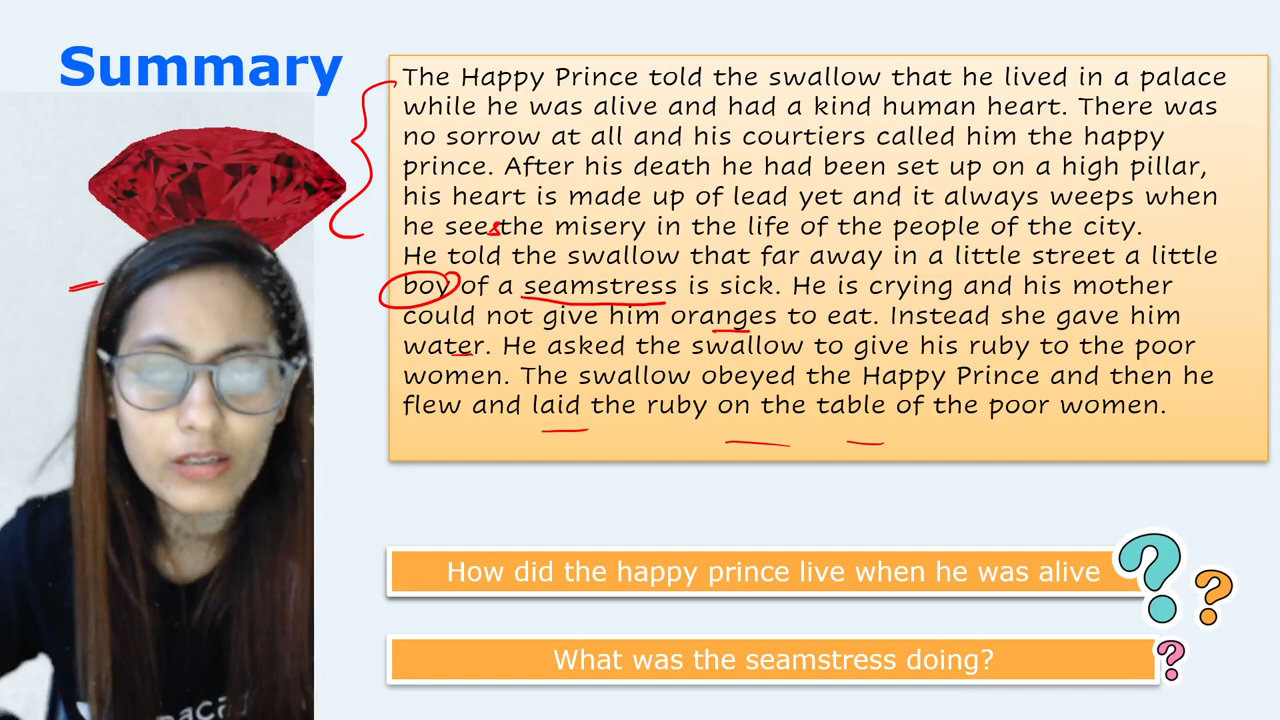 Summary
The Happy Prince told the swallow that he lived in a palace
while he was alive and had a kind human heart. There was
no sorrow at all and his courtiers called him the happy
prince. After his death he had been set up on a high pillar,
his heart is made up of lead yet and it always weeps when
he sees the misery in the life of the people of the city.
He told the swallow that far away in a little street a little
boy of a seamstress is sick. He is crying and his mother
could not give him oranges to eat. Instead she gave him
water. He asked the swallow to give his ruby to the poor
women. The swallow obeyed the Happy Prince and then he
flew and laid the ruby on the table of the poor women.
How did the happy prince live when he was alive
What was the seamstress doing?
? ? ?